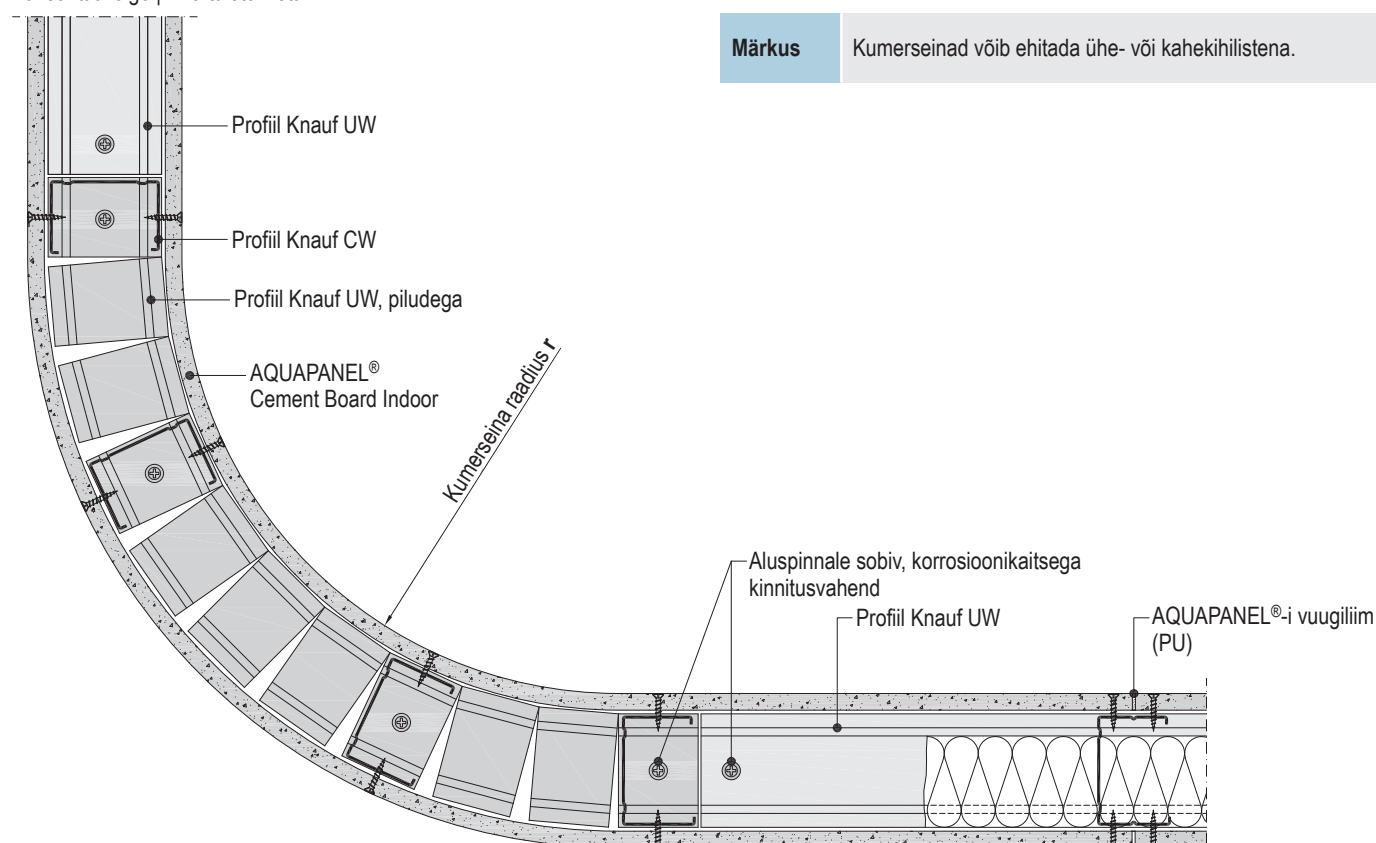 Märkus
Kumerseinad võib ehitada ühe- või kahekihilistena.
Profiil Knauf UW
Profiil Knauf CW
Profiil Knauf UW, piludega
AQUAPANEL®
Cement Board Indoor
Kumerseina raadius r
Aluspinnale sobiv, korrosioonikaitsega
kinnitusvahend
Profiil Knauf UW
AQUAPANEL®-i vuugiliim
(PU)